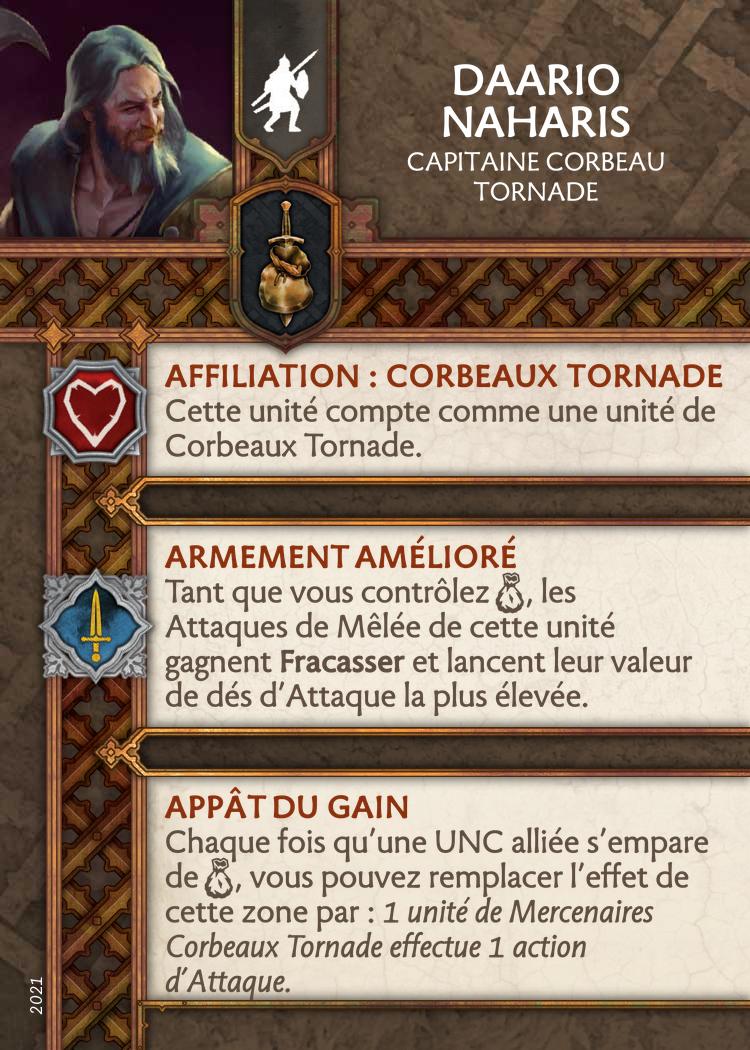 DAARIO
NAHARIS
CAPITAINE CORBEAU
TORNADE
AFFILIATION : CORBEAUX TORNADE
Cette unité compte comme une unité de
Corbeaux Tornade.
ARMEMENT AMÉLIORÉ
Tant que vous contrôlez , les
Attaques de Mêlée de cette unité
gagnent Fracasser et lancent leur valeur
de dés d'Attaque la plus élevée.
APPÂT DU GAIN
Chaque fois qu'une UNC alliée s'empare
de , vous pouvez remplacer l'effet de
cette zone par : 1 unité de Mercenaires
Corbeaux Tornade effectue 1 action
d'Attaque.
2021